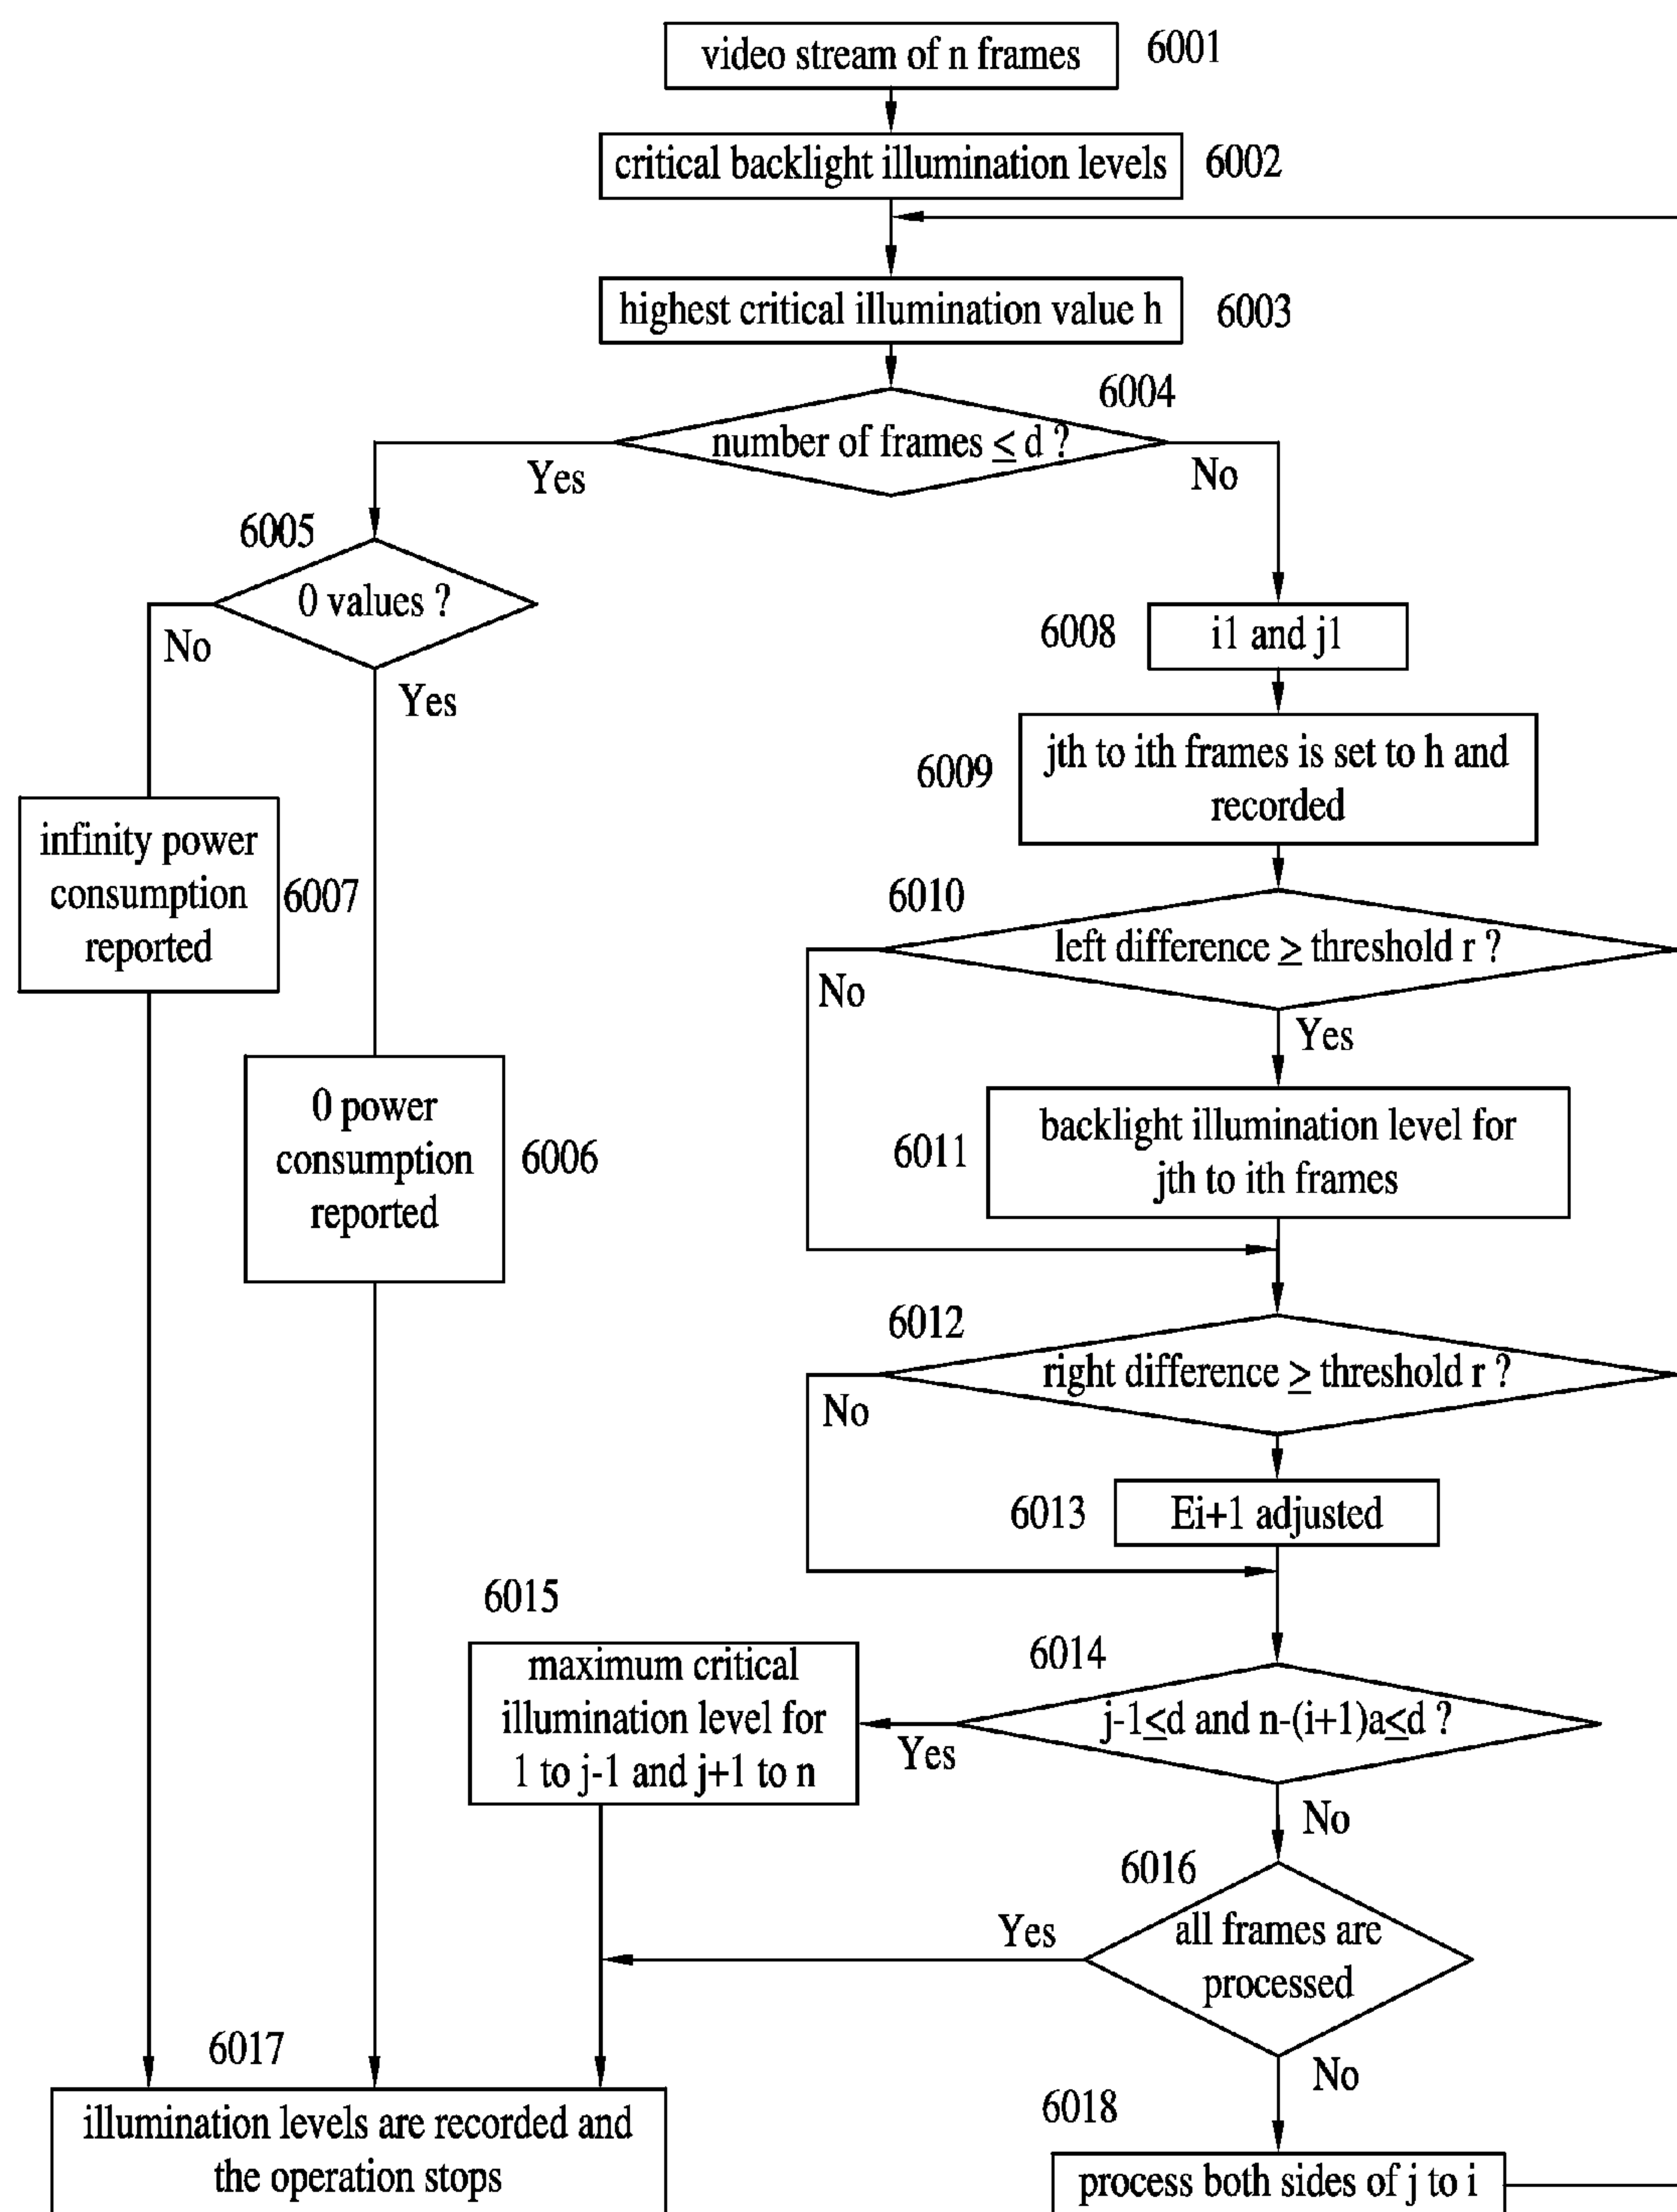 video stream of n frames
6001
critical backlight illumination levels
6002
highest critical illumination value h
6003
6004
number of frames ≤ d ?
Yes
No
6005
0 values ?
No
Yes
6008
i1 and j1
6009
jth to ith frames is set to h and
recorded
infinity power
consumption
reported
6007
6010
left difference ≥ threshold r ?
No
Yes
0 power
consumption
reported
6006
6011
backlight illumination level for
jth to ith frames
6012
right difference ≥ threshold r ?
No
6013
Ei+1 adjusted
6015
maximum critical
illumination level for
1 to j-1 and j+1 to n
6014
j-1≤d and n-(i+1)a≤d ?
Yes
No
6016
all frames are
processed
Yes
No
6017
illumination levels are recorded and
the operation stops
6018
process both sides of j to i